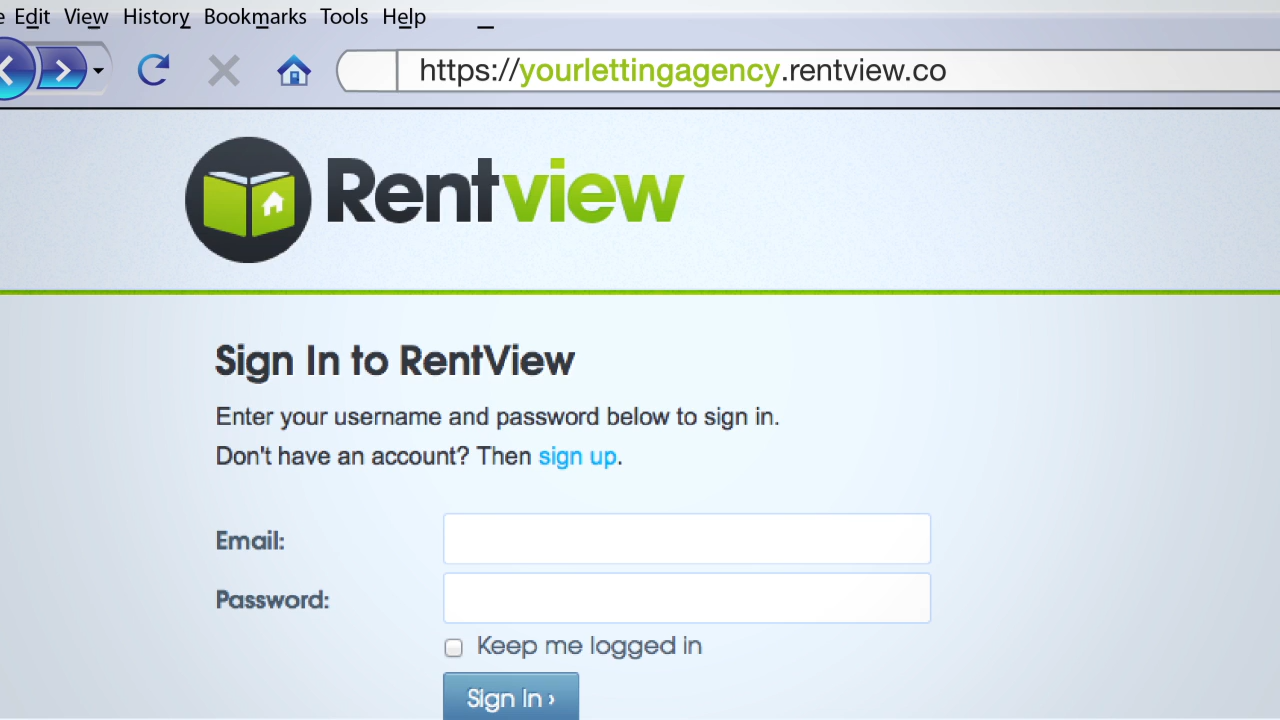 Edit View History Bookmarks Tools Help
https://yourlettingagency.rentview.co
Rentview
Sign In to RentView
Enter your username and password below to sign in.
Don't have an account? Then sign up.
Email:
Password:
Keep me logged in
Sign In ›